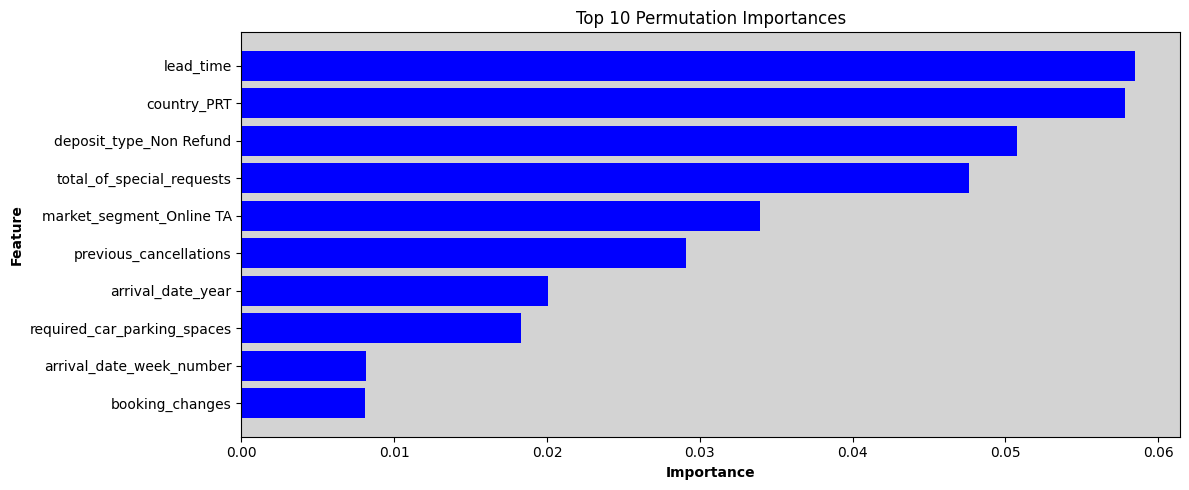 Top 10 Permutation Importances
Feature
lead_time
country_PRT
deposit_type_Non Refund
total_of_special_requests
market_segment_Online TA
previous_cancellations
arrival_date_year
required_car_parking_spaces
arrival_date_week_number
booking_changes
0.00 0.01 0.02 0.03 0.04 0.05 0.06
Importance